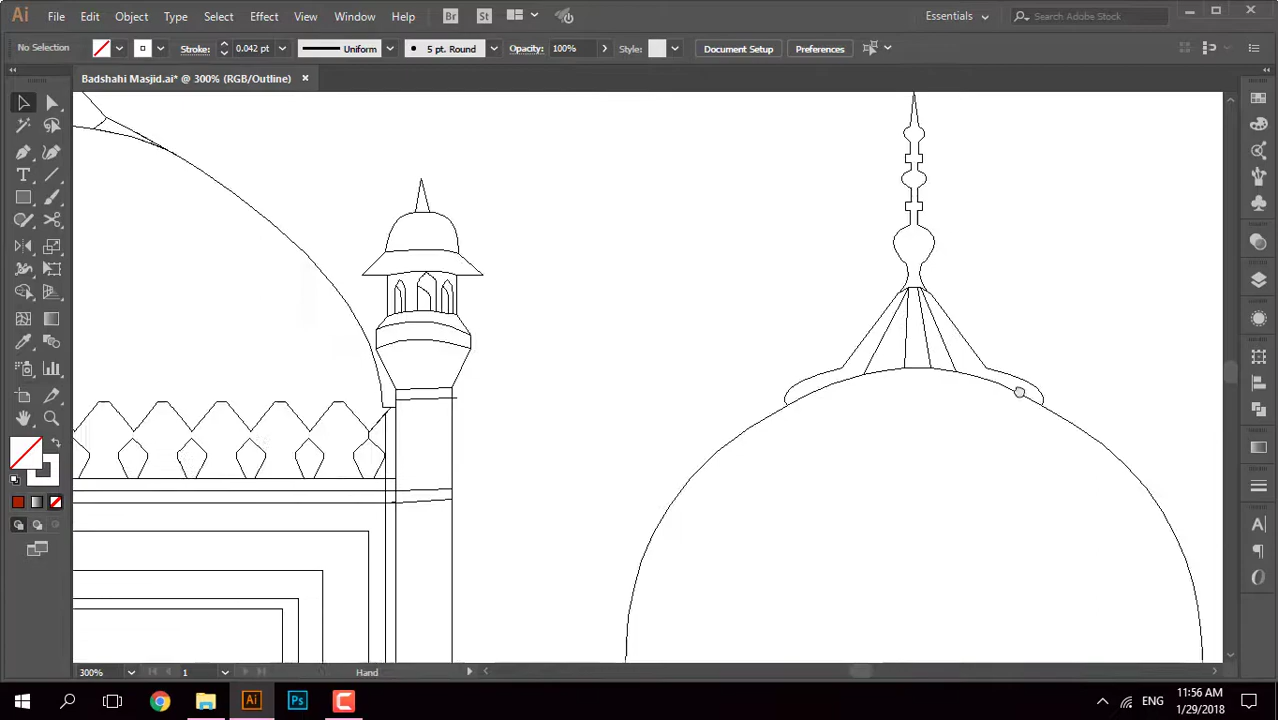 Ai File Edit Object Type Select Effect View Window Help Br St Essentials Search Adobe Stock
No Selection Stroke: 0.042 pt Uniform 5 pt. Round Opacity: 100% Style: Document Setup Preferences
Badshahi Masjid.ai* @ 300% (RGB/Outline)
300% 1 Hand
Ai Ps ENG 11:56 AM
1/29/2018